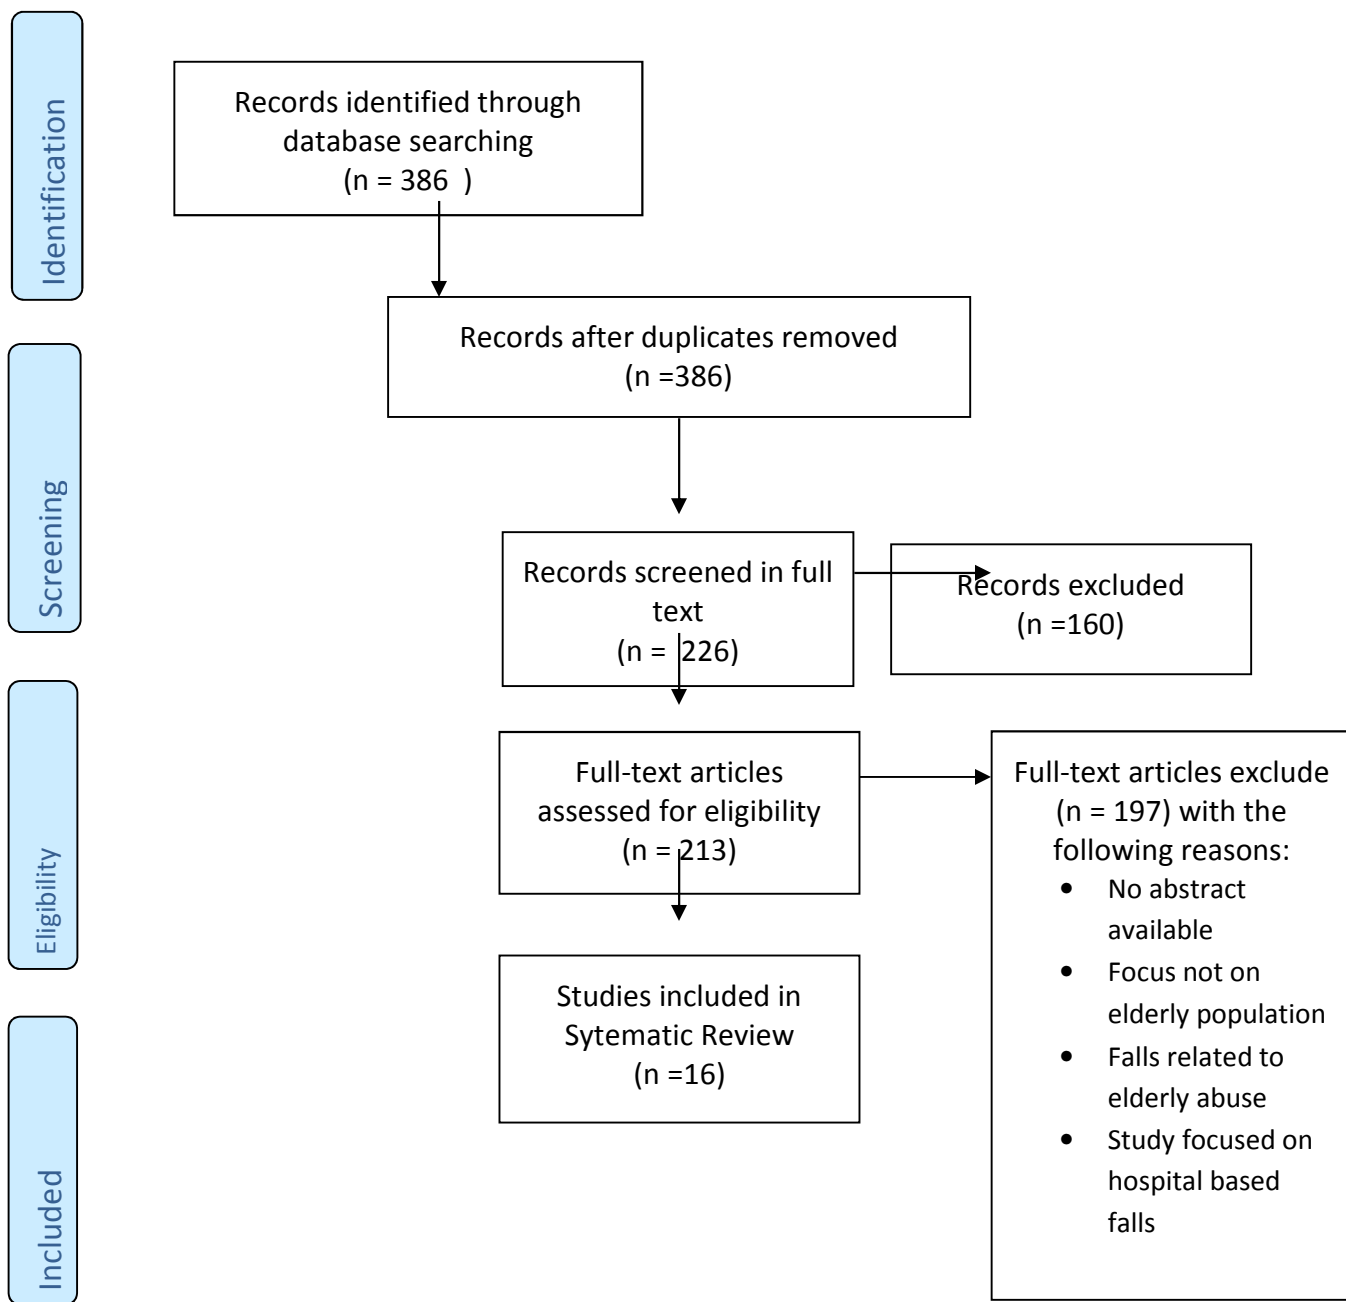 Identification
Records identified through
database searching
(n = 386  )
Records after duplicates removed
(n =386)
Screening
Records screened in full
text
(n =  226)
Records excluded
(n =160)
Eligibility
Full-text articles
assessed for eligibility
(n = 213)
Full-text articles exclude
(n = 197) with the
following reasons:
• No abstract
available
• Focus not on
elderly population
• Falls related to
elderly abuse
• Study focused on
hospital based
falls
Included
Studies included in
Sytematic Review
(n =16)